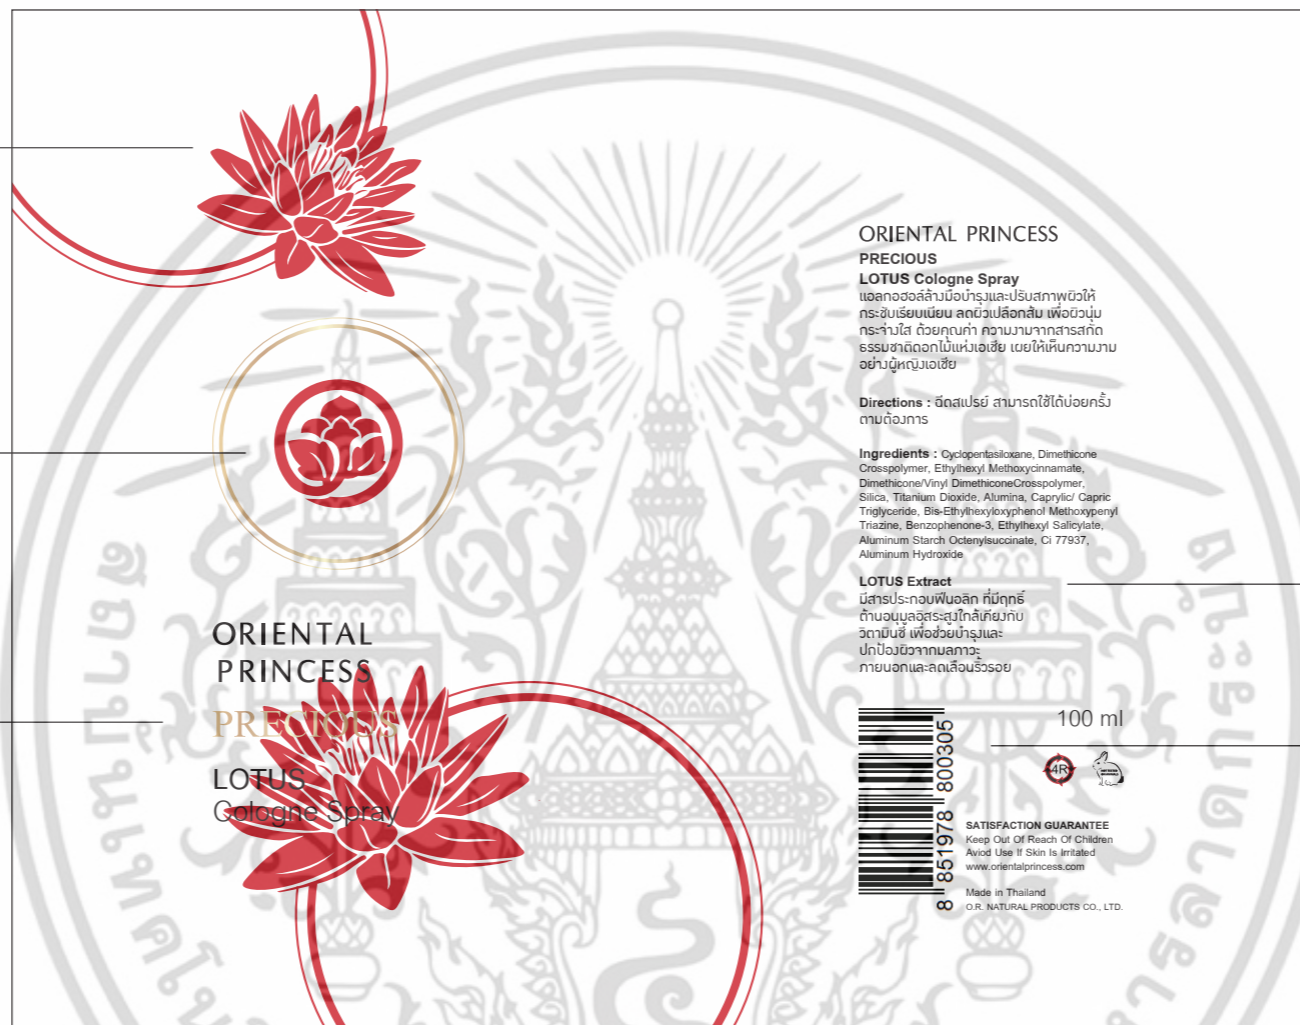 ORIENTAL
PRINCESS
PRECIOUS
LOTUS
Cologne Spray
ORIENTAL PRINCESS
PRECIOUS
LOTUS Cologne Spray
แอลกอฮอล์ล้างมือบำรุงและปรับสภาพผิวให้
กระชับเรียบเนียน ลดผิวเปลือกส้ม เพื่อผิวนุ่ม
กระจ่างใส ด้วยคุณค่า ความงามจากสารสกัด
ธรรมชาติดอกไม้แห่งเอเชีย เผยให้เห็นความงาม
อย่างผู้หญิงเอเชีย
Directions : ฉีดสเปรย์ สามารถใช้ได้บ่อยครั้ง
ตามต้องการ
Ingredients : Cyclopentasiloxane, Dimethicone
Crosspolymer, Ethylhexyl Methoxycinnamate,
Dimethicone/Vinyl DimethiconeCrosspolymer,
Silica, Titanium Dioxide, Alumina, Caprylic/ Capric
Triglyceride, Bis-Ethylhexyloxyphenol Methoxypenyl
Triazine, Benzophenone-3, Ethylhexyl Salicylate,
Aluminum Starch Octenylsuccinate, Ci 77937,
Aluminum Hydroxide
LOTUS Extract
มีสารประกอบฟีนอลิก ที่มีฤทธิ์
ต้านอนุมูลอิสระสูงใกล้เคียงกับ
วิตามินซี เพื่อช่วยบำรุงและ
ปกป้องผิวจากมลภาวะ
ภายนอกและลดเลือนริ้วรอย
8 851978 800305
100 ml
4R
SATISFACTION GUARANTEE
Keep Out Of Reach Of Children
Aviod Use If Skin Is Irritated
www.orientalprincess.com
Made in Thailand
O.R. NATURAL PRODUCTS CO., LTD.